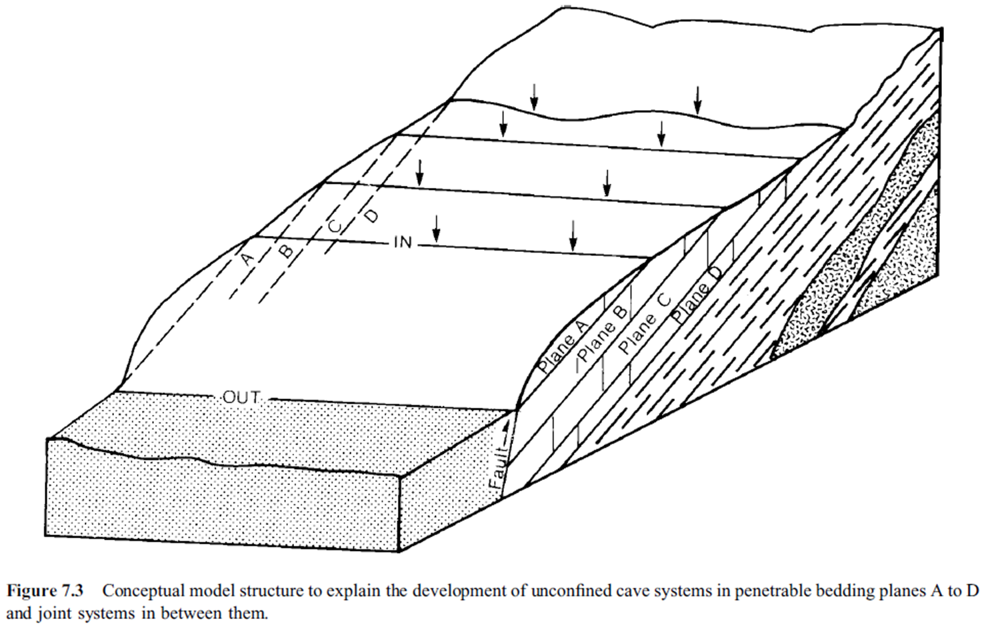 A
B
C
D
IN
OUT
Plane A
Plane B
Plane C
Plane D
Fault
Figure 7.3 Conceptual model structure to explain the development of unconfined cave systems in penetrable bedding planes A to D
and joint systems in between them.